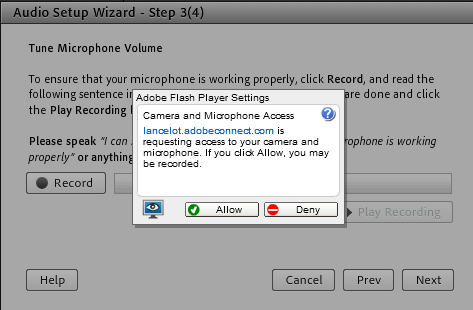 Audio Setup Wizard - Step 3(4)
Tune Microphone Volume
To ensure that your microphone is working properly, click Record, and read the
following sentence in
are done and click
the Play Recording
Please speak "I can
microphone is working
properly" or anything
Record
Play Recording
Adobe Flash Player Settings
Camera and Microphone Access
lancelot.adobeconnect.com is
requesting access to your camera and
microphone. If you click Allow, you may
be recorded.
Allow
Deny
Help
Cancel
Prev
Next